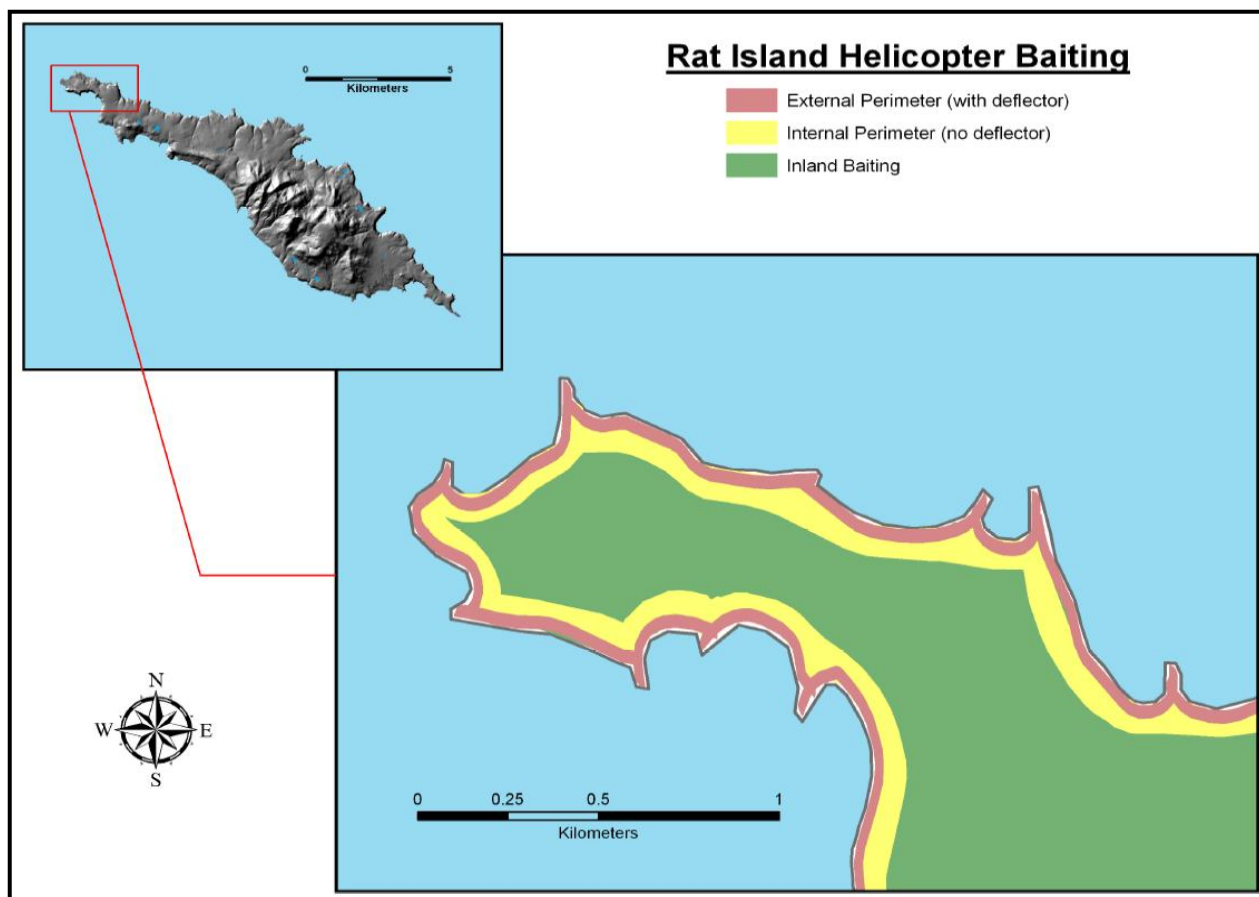 Rat Island Helicopter Baiting
External Perimeter (with deflector)
Internal Perimeter (no deflector)
Inland Baiting
0 5
Kilometers
N
W E
S
0 0.25 0.5 1
Kilometers